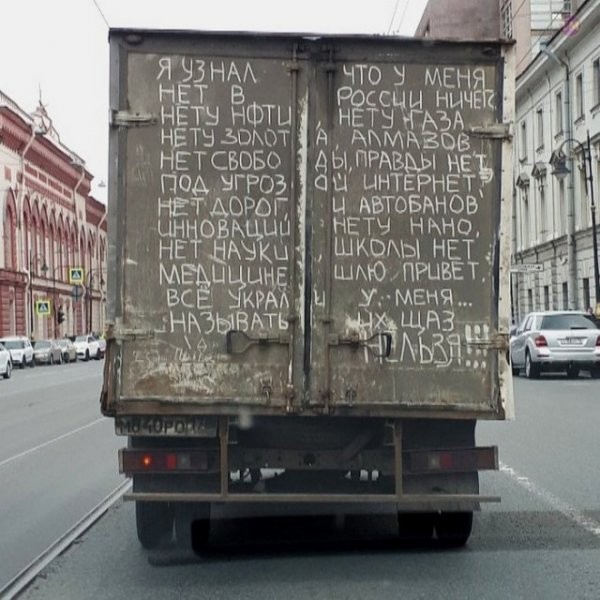 Я УЗНАЛ ЧТО У МЕНЯ
НЕТ В РОССИИ НИЧЕГ
НЕТУ НФТИ НЕТУ ГАЗА
НЕТУ ЗОЛОТ А АЛМАЗОВ
НЕТ СВОБО ДЫ, ПРАВДЫ НЕТ
ПОД УГРОЗ ОЙ ИНТЕРНЕТ,
НЕТ ДОРОГ И АВТОБАНОВ
ИННОВАЦИЙ НЕТУ НАНО,
НЕТ НАУКИ ШКОЛЫ НЕТ
МЕДИЦИНЕ ШЛЮ ПРИВЕТ
ВСЁ УКРАЛ И У МЕНЯ...
НАЗЫВАТЬ ИХ ЩАЗ
НЕЛЬЗЯ!!!
М840РО